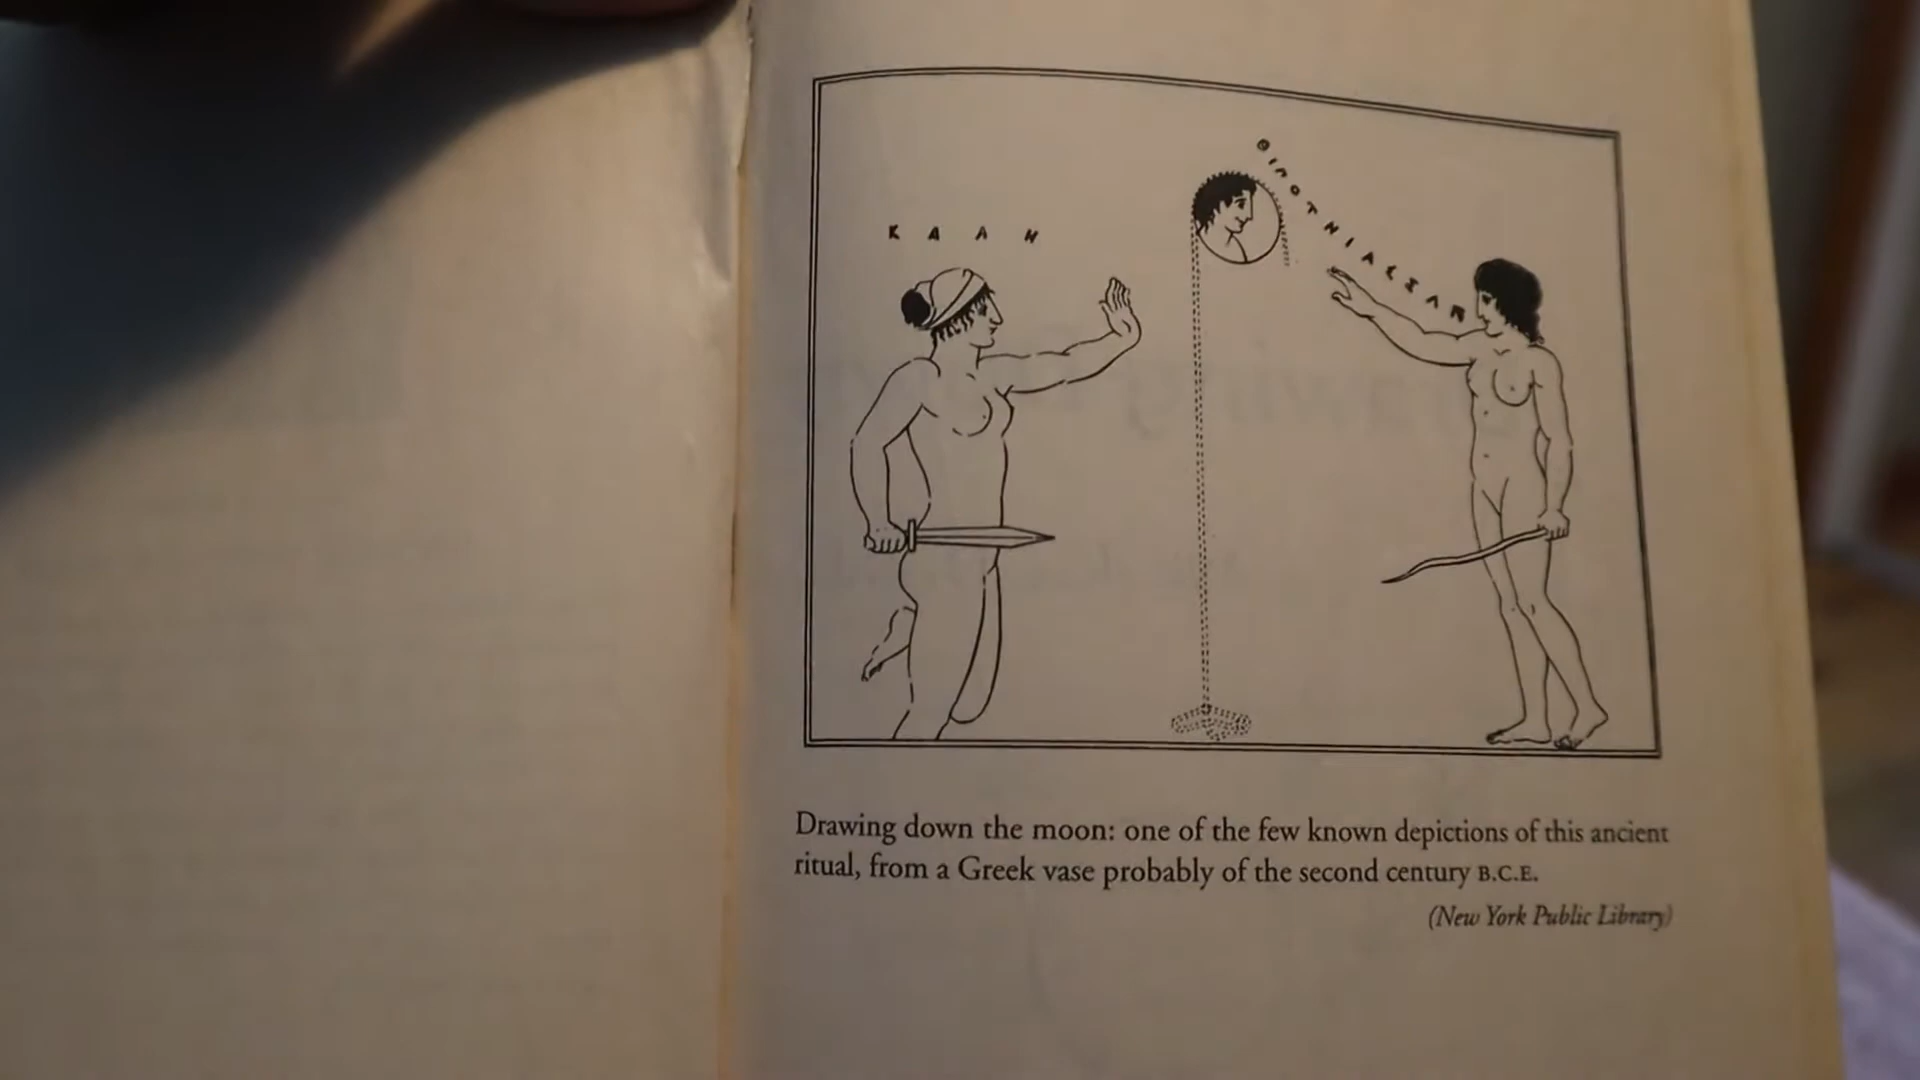 Κ Α Λ Η
Drawing down the moon: one of the few known depictions of this ancient
ritual, from a Greek vase probably of the second century B.C.E.
(New York Public Library)